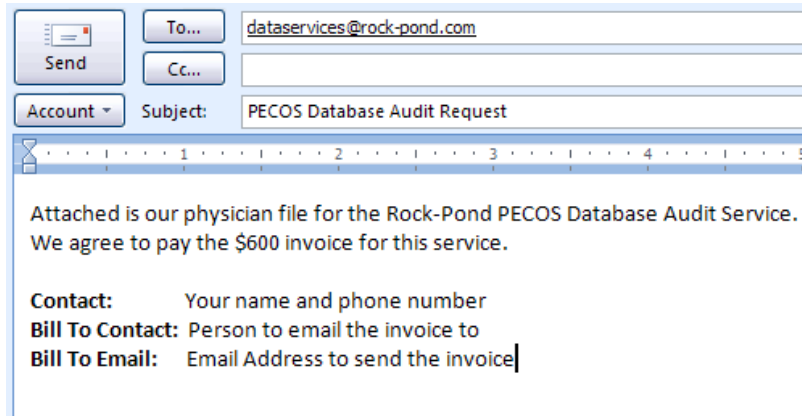 To...
dataservices@rock-pond.com
Send
Cc...
Account
Subject:
PECOS Database Audit Request
1 2 3 4 5
Attached is our physician file for the Rock-Pond PECOS Database Audit Service.
We agree to pay the $600 invoice for this service.
Contact: Your name and phone number
Bill To Contact: Person to email the invoice to
Bill To Email: Email Address to send the invoice